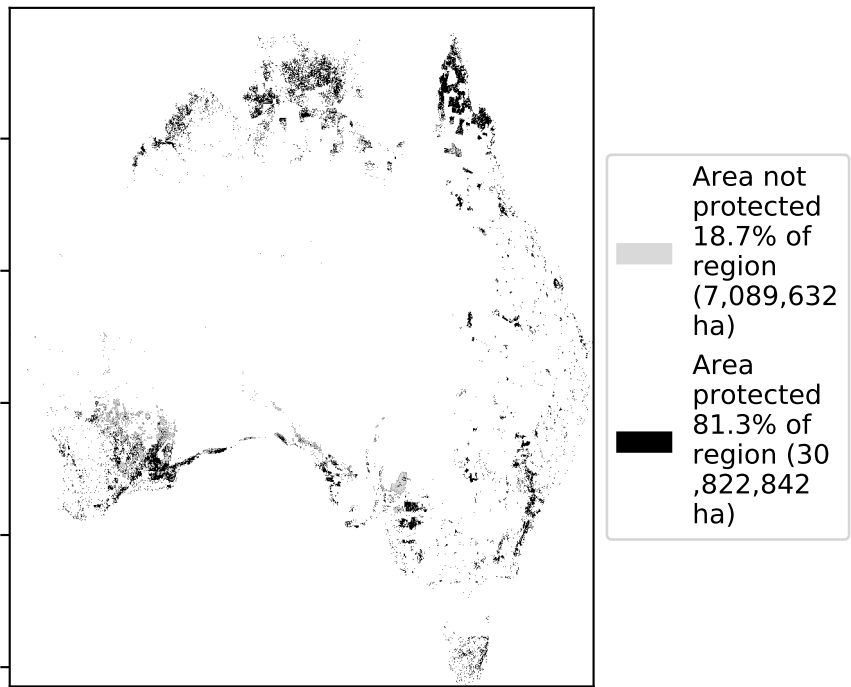 Area not
protected
18.7% of
region
(7,089,632
ha)
Area
protected
81.3% of
region (30
,822,842
ha)